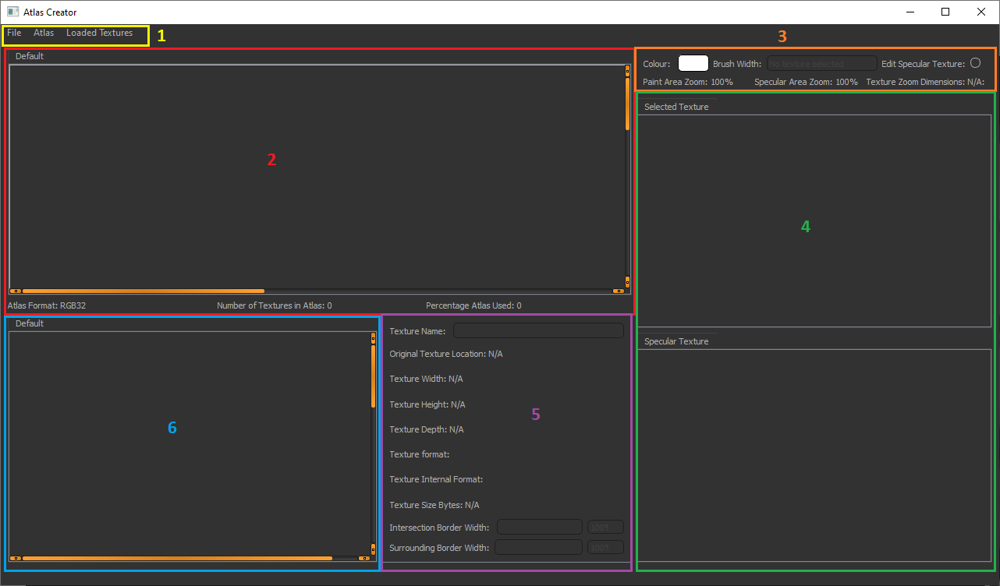 Atlas Creator
File Atlas Loaded Textures 1
3
Default
Colour: Brush Width: No texture selected Edit Specular Texture:
Paint Area Zoom: 100% Specular Area Zoom: 100% Texture Zoom Dimensions: N/A:
Selected Texture
2
4
Atlas Format: RGB32 Number of Textures in Atlas: 0 Percentage Atlas Used: 0
Default
Texture Name:
Specular Texture
Original Texture Location: N/A
Texture Width: N/A
Texture Height: N/A
5
6
Texture Depth: N/A
Texture format:
Texture Internal Format:
Texture Size Bytes: N/A
Intersection Border Width:
Surrounding Border Width: